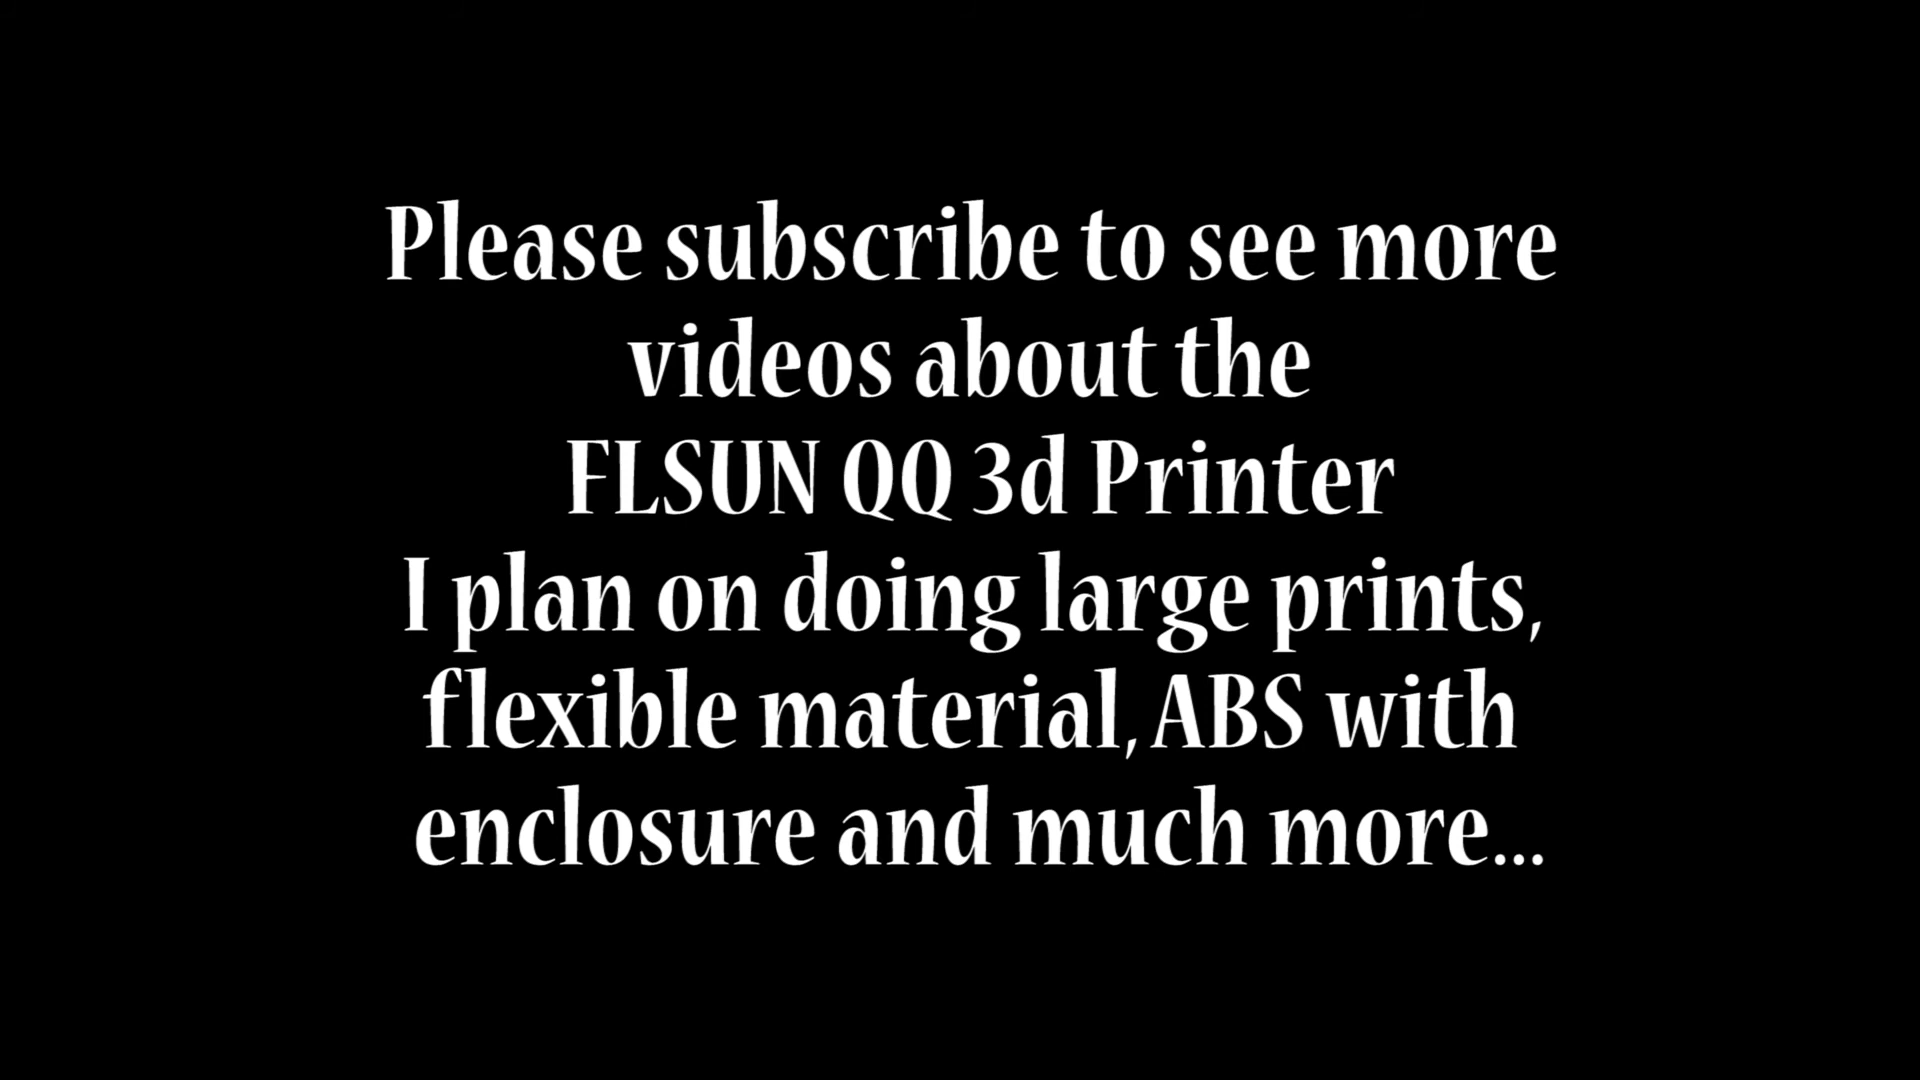 Please subscribe to see more
videos about the
FLSUN QQ 3d Printer
I plan on doing large prints,
flexible material, ABS with
enclosure and much more...